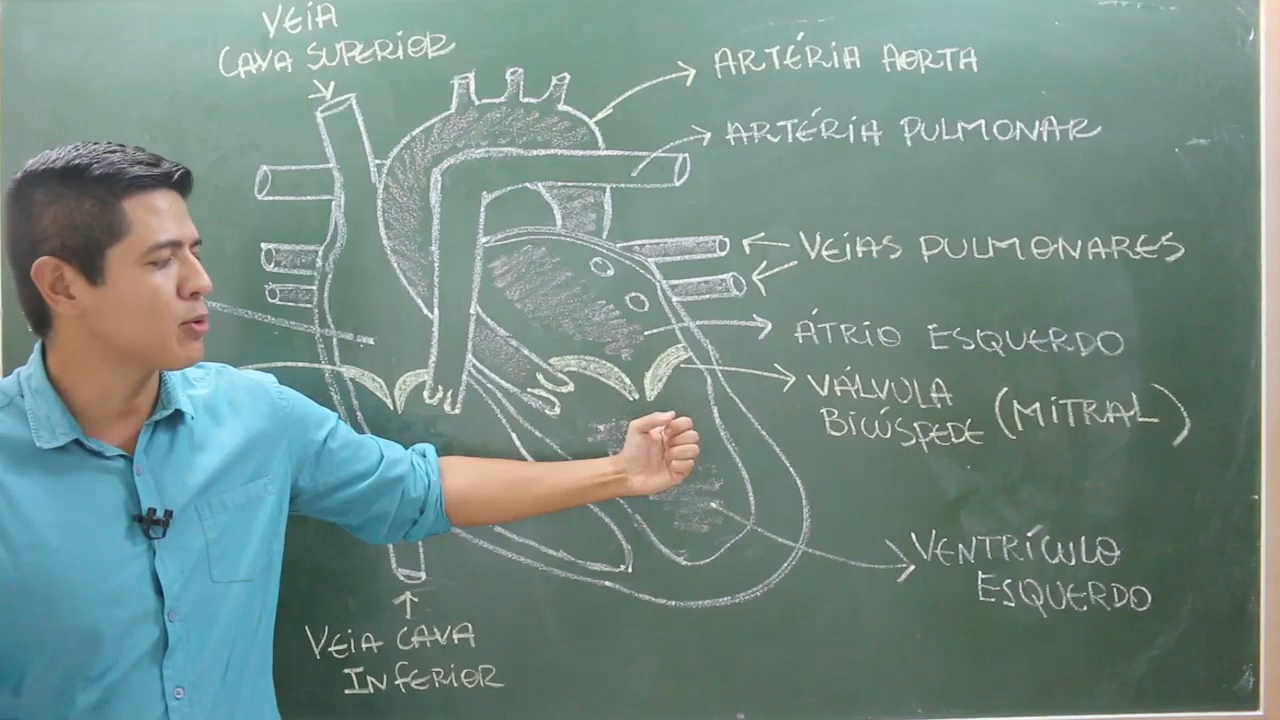 VEIA
CAVA SUPERIOR
ARTÉRIA AORTA
ARTÉRIA PULMONAR
VEIAS PULMONARES
ÁTRIO ESQUERDO
VÁLVULA
BICÚSPEDE (MITRAL)
VENTRÍCULO
ESQUERDO
VEIA CAVA
INFERIOR